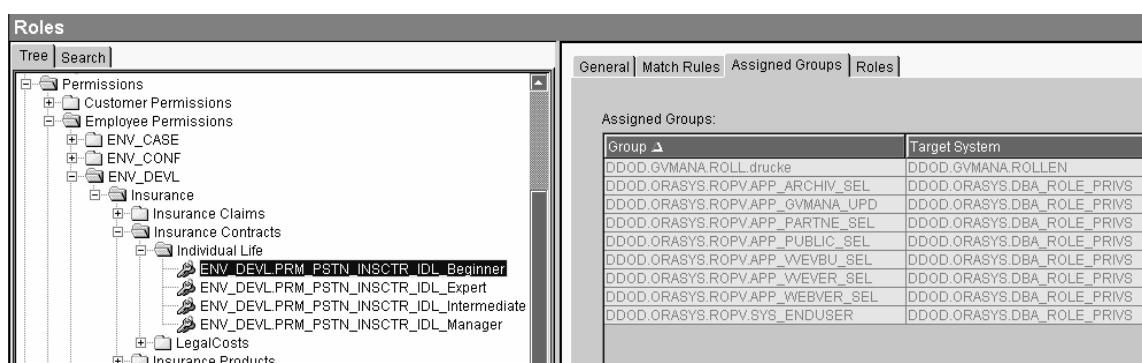 Roles
Tree Search
Permissions
Customer Permissions
Employee Permissions
ENV_CASE
ENV_CONF
ENV_DEVL
Insurance
Insurance Claims
Insurance Contracts
Individual Life
ENV_DEVL.PRM_PSTN_INSCTR_IDL_Beginner
ENV_DEVL.PRM_PSTN_INSCTR_IDL_Expert
ENV_DEVL.PRM_PSTN_INSCTR_IDL_Intermediate
ENV_DEVL.PRM_PSTN_INSCTR_IDL_Manager
LegalCosts
Insurance Products
General Match Rules Assigned Groups Roles
Assigned Groups:
Group Target System
DDOD.GVMANA.ROLL.drucke DDOD.GVMANA.ROLLEN
DDOD.ORASYS.ROPV.APP_ARCHIV_SEL DDOD.ORASYS.DBA_ROLE_PRIVS
DDOD.ORASYS.ROPV.APP_GVMANA_UPD DDOD.ORASYS.DBA_ROLE_PRIVS
DDOD.ORASYS.ROPV.APP_PARTNE_SEL DDOD.ORASYS.DBA_ROLE_PRIVS
DDOD.ORASYS.ROPV.APP_PUBLIC_SEL DDOD.ORASYS.DBA_ROLE_PRIVS
DDOD.ORASYS.ROPV.APP_WEVBU_SEL DDOD.ORASYS.DBA_ROLE_PRIVS
DDOD.ORASYS.ROPV.APP_WEVER_SEL DDOD.ORASYS.DBA_ROLE_PRIVS
DDOD.ORASYS.ROPV.APP_WEBVER_SEL DDOD.ORASYS.DBA_ROLE_PRIVS
DDOD.ORASYS.ROPV.SYS_ENDUSER DDOD.ORASYS.DBA_ROLE_PRIVS